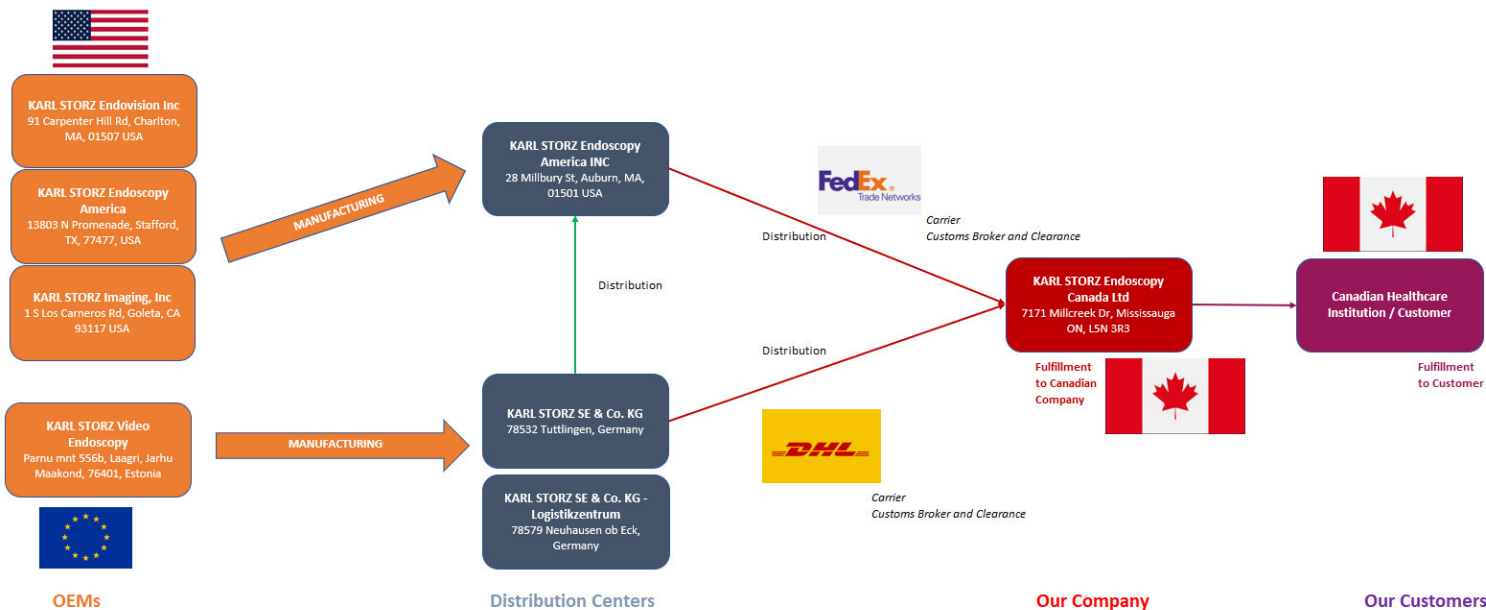 KARL STORZ Endovision Inc
91 Carpenter Hill Rd, Charlton,
MA, 01507 USA
KARL STORZ Endoscopy
America
13803 N Promenade, Stafford,
TX, 77477, USA
KARL STORZ Imaging, Inc
1 S Los Carneros Rd, Goleta, CA
93117 USA
KARL STORZ Video
Endoscopy
Parnu mnt 556b, Laagri, Jarhu
Maakond, 76401, Estonia
OEMs
MANUFACTURING
MANUFACTURING
KARL STORZ Endoscopy
America INC
28 Millbury St, Auburn, MA,
01501 USA
Distribution
KARL STORZ SE & Co. KG
78532 Tuttlingen, Germany
KARL STORZ SE & Co. KG -
Logistikzentrum
78579 Neuhausen ob Eck,
Germany
Distribution Centers
FedEx®
Trade Networks
Carrier
Customs Broker and Clearance
Distribution
Distribution
DHL
Carrier
Customs Broker and Clearance
KARL STORZ Endoscopy
Canada Ltd
7171 Millcreek Dr, Mississauga
ON, L5N 3R3
Fulfillment
to Canadian
Company
Our Company
Canadian Healthcare
Institution / Customer
Fulfillment
to Customer
Our Customers